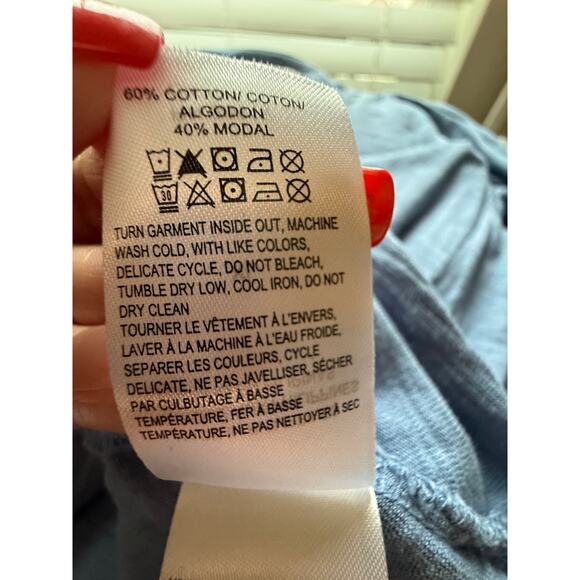 60% COTTON/ COTON/
ALGODON
40% MODAL
30
TURN GARMENT INSIDE OUT, MACHINE
WASH COLD, WITH LIKE COLORS,
DELICATE CYCLE, DO NOT BLEACH,
TUMBLE DRY LOW, COOL IRON, DO NOT
DRY CLEAN
TOURNER LE VÊTEMENT À L'ENVERS,
LAVER À LA MACHINE À L'EAU FROIDE,
SEPARER LES COULEURS, CYCLE
DELICATE, NE PAS JAVELLISER, SÉCHER
PAR CULBUTAGE À BASSE
TEMPÉRATURE, FER À BASSE
TEMPÉRATURE, NE PAS NETTOYER À SEC